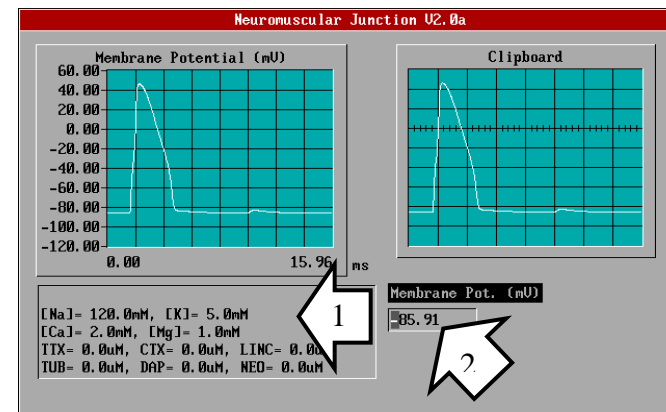 Neuromuscular Junction V2.0a
Membrane Potential (mV)
60.00
40.00
20.00
0.00
-20.00
-40.00
-60.00
-80.00
-100.00
-120.00
0.00 15.96 ms
Clipboard
[Na]= 120.0mM, [K]= 5.0mM
[Ca]= 2.0mM, [Mg]= 1.0mM
TTX= 0.0uM, CTX= 0.0uM, LINC= 0.0u
TUB= 0.0uM, DAP= 0.0uM, NEO= 0.0uM
1
Membrane Pot. (mV)
-85.91
2